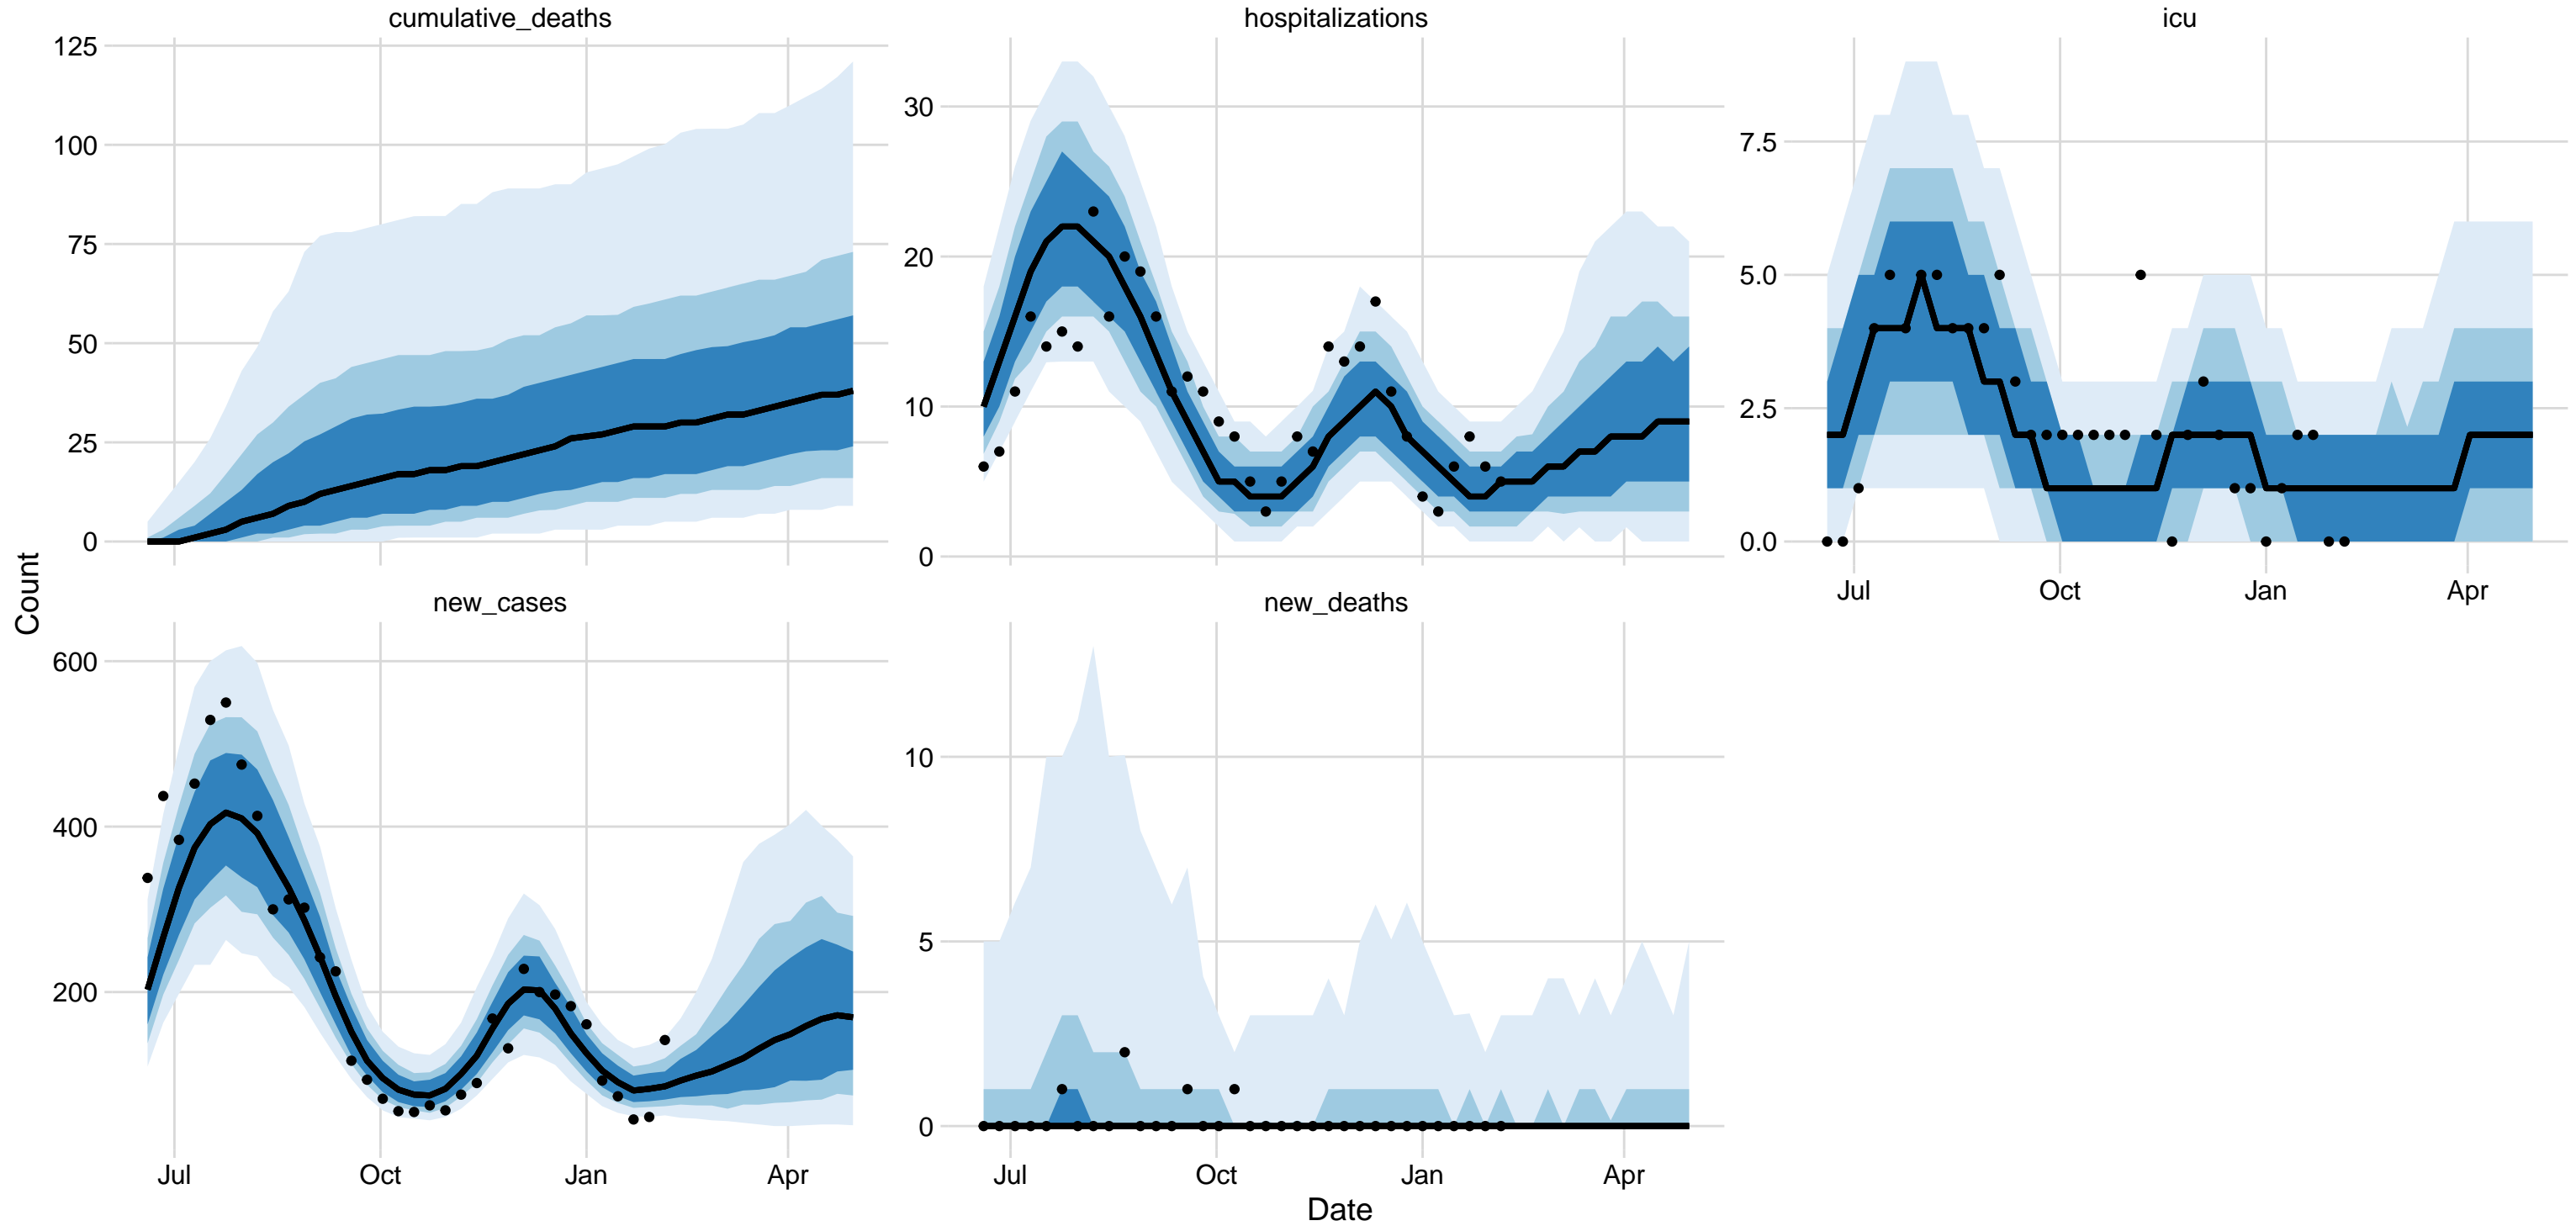 cumulative_deaths
hospitalizations
icu
125
100
75
50
25
0
30
20
10
0
7.5
5.0
2.5
0.0
Jul Oct Jan Apr
Count
new_cases
new_deaths
600
400
200
10
5
0
Jul Oct Jan Apr
Jul Oct Jan Apr
Date